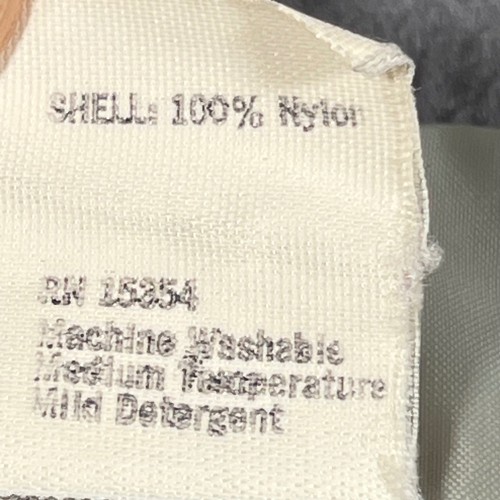 SHELL: 100% Nylon
RN 15354
Machine Washable
Medium Temperature
Mild Detergent